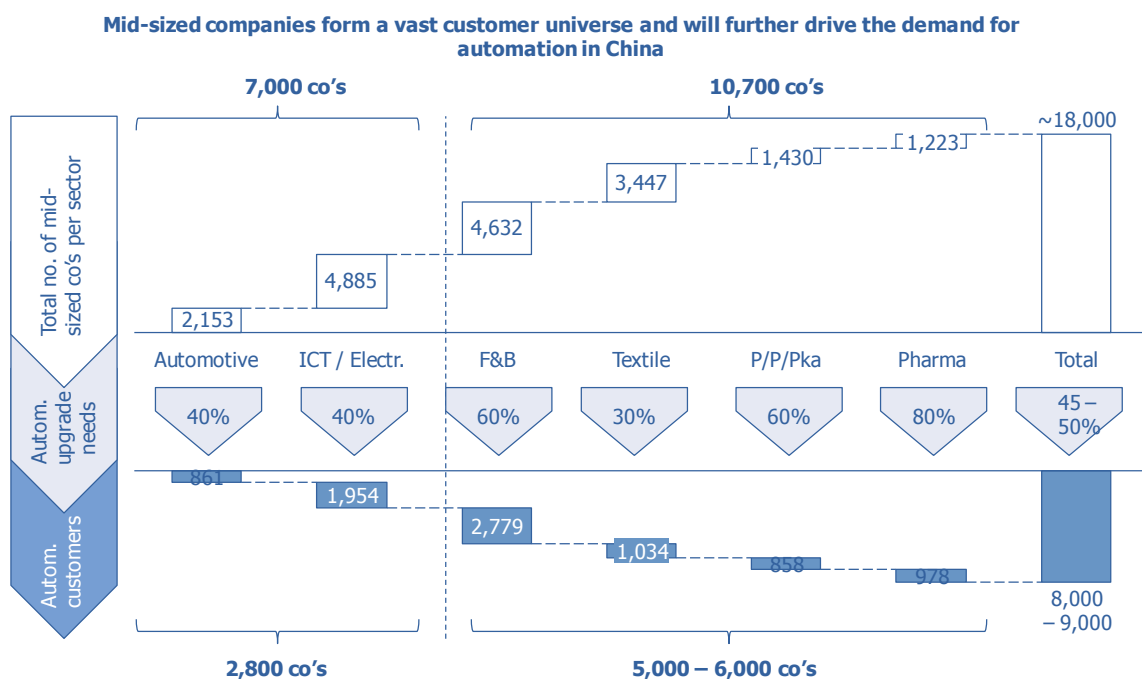 Mid-sized companies form a vast customer universe and will further drive the demand for
automation in China
7,000 co's
10,700 co's
Total no. of mid-
sized co's per sector
2,153
4,885
4,632
3,447
1,430
1,223
~18,000
Automotive
ICT / Electr.
F&B
Textile
P/P/Pka
Pharma
Total
Autom.
upgrade
needs
40%
40%
60%
30%
60%
80%
45 –
50%
Autom.
customers
861
1,954
2,779
1,034
858
978
8,000
– 9,000
2,800 co's
5,000 – 6,000 co's